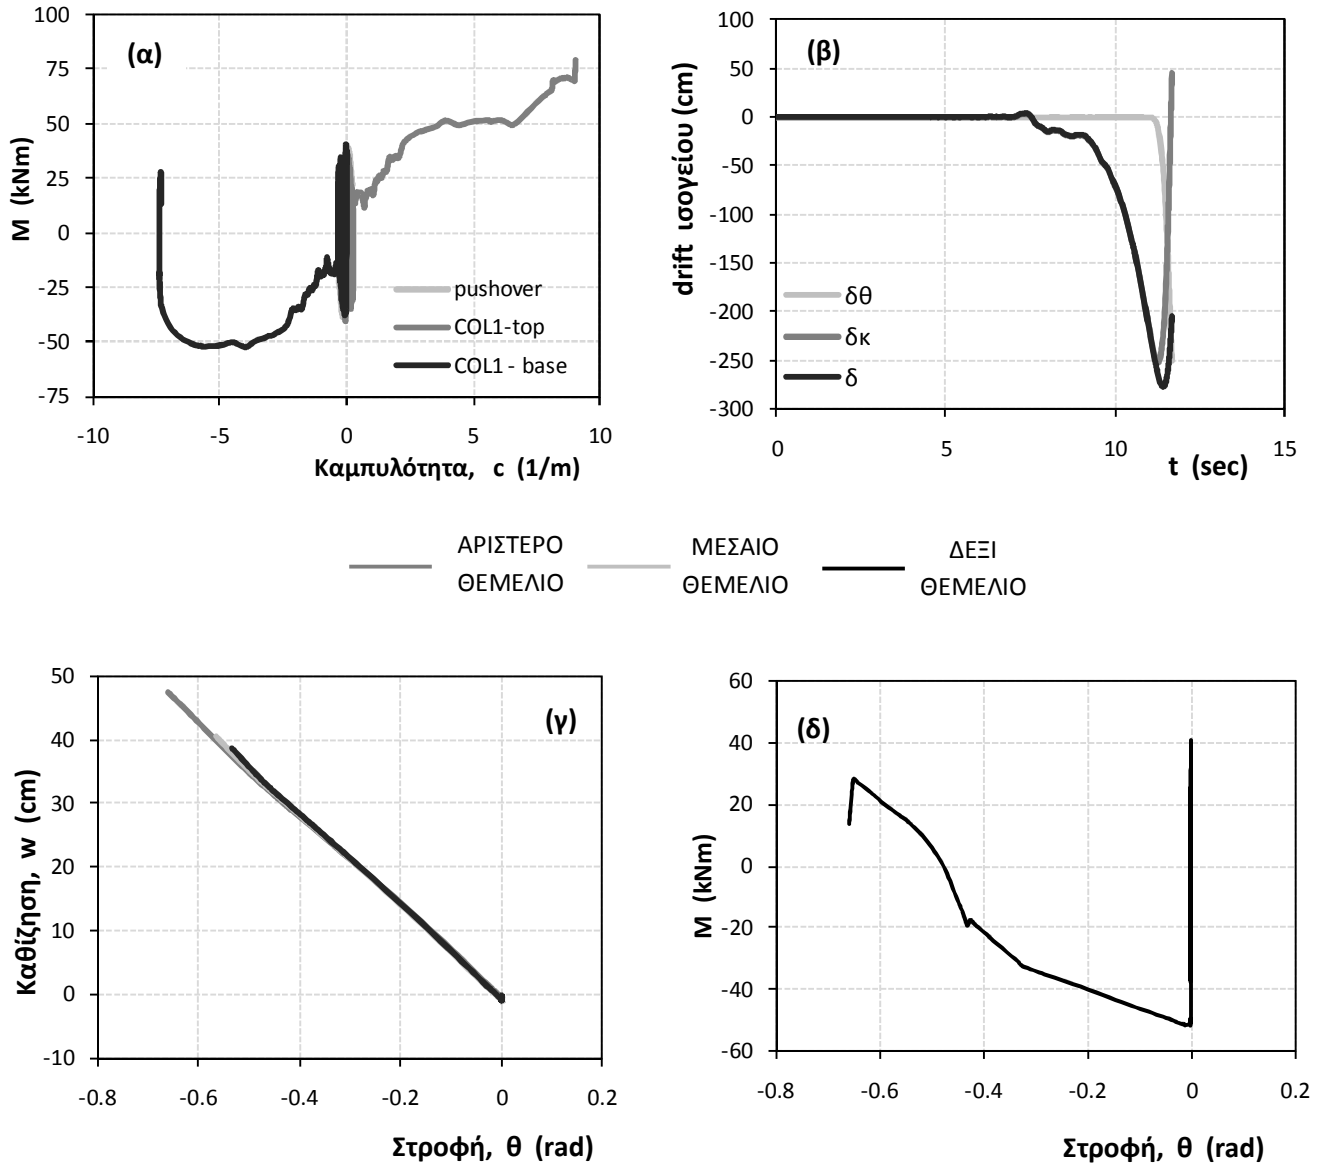 (α)
M (kNm)
100
75
50
25
0
-25
-50
-75
-10
-5
0
5
10
Καμπυλότητα, c (1/m)
pushover
COL1-top
COL1 - base
(β)
drift ισογείου (cm)
100
50
0
-50
-100
-150
-200
-250
-300
0
5
10
15
t (sec)
δθ
δκ
δ
ΑΡΙΣΤΕΡΟ
ΘΕΜΕΛΙΟ
ΜΕΣΑΙΟ
ΘΕΜΕΛΙΟ
ΔΕΞΙ
ΘΕΜΕΛΙΟ
(γ)
Καθίζηση, w (cm)
50
40
30
20
10
0
-10
-0.8
-0.6
-0.4
-0.2
0
0.2
Στροφή, θ (rad)
(δ)
M (kNm)
60
40
20
0
-20
-40
-60
-0.8
-0.6
-0.4
-0.2
0
0.2
Στροφή, θ (rad)